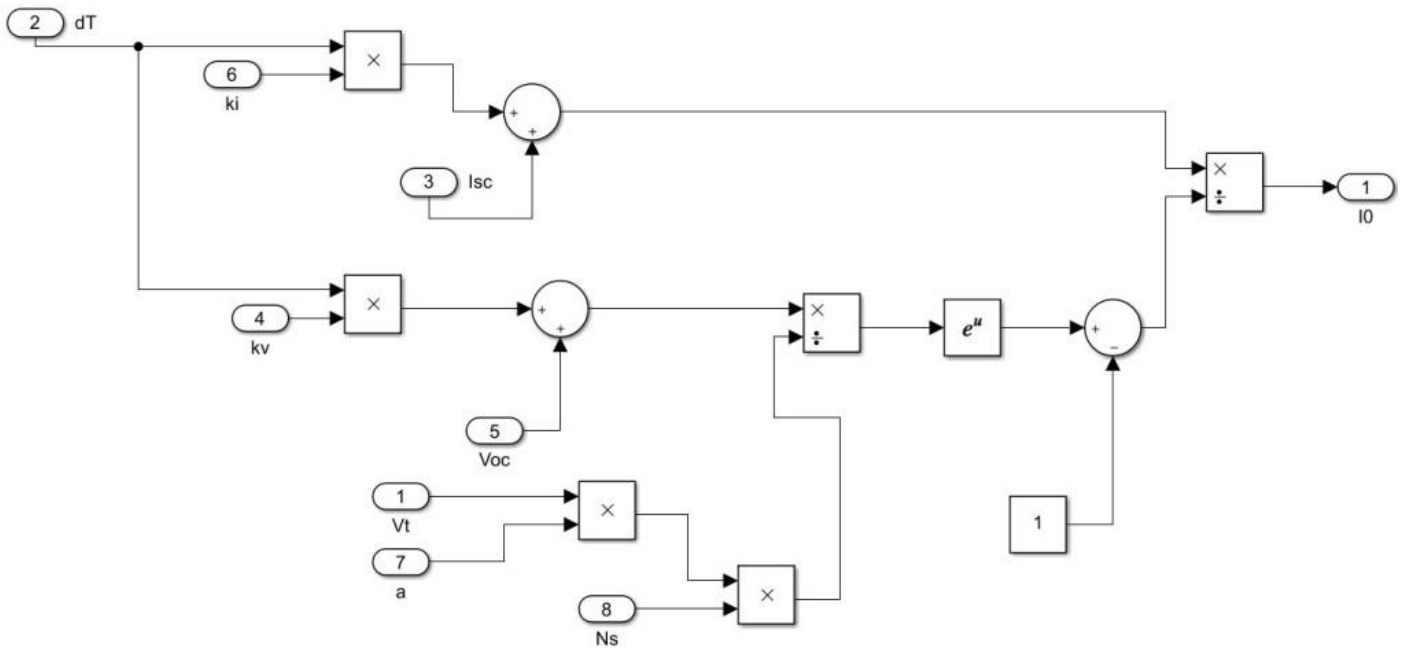 2 dT
×
6
ki
+
+
3 Isc
×
÷
1
I0
×
4
kv
+
+
5
Voc
×
÷
e^u
+
−
1
1
Vt
×
7
a
×
8
Ns